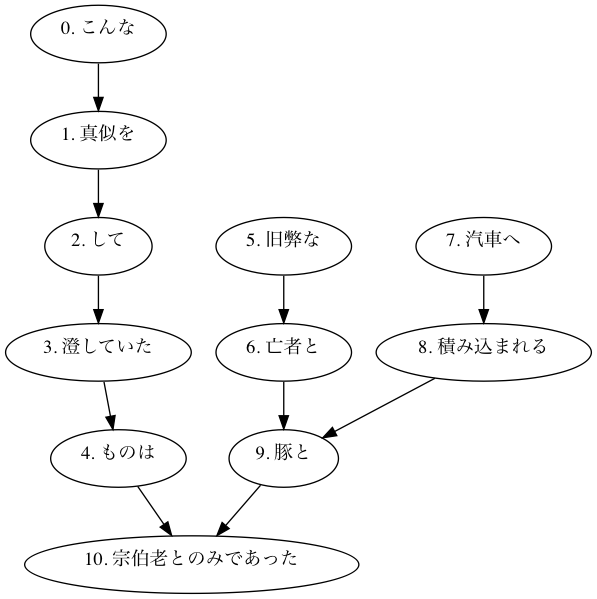 0. こんな
1. 真似を
2. して
5. 旧弊な
7. 汽車へ
3. 澄していた
6. 亡者と
8. 積み込まれる
4. ものは
9. 豚と
10. 宗伯老とのみであった